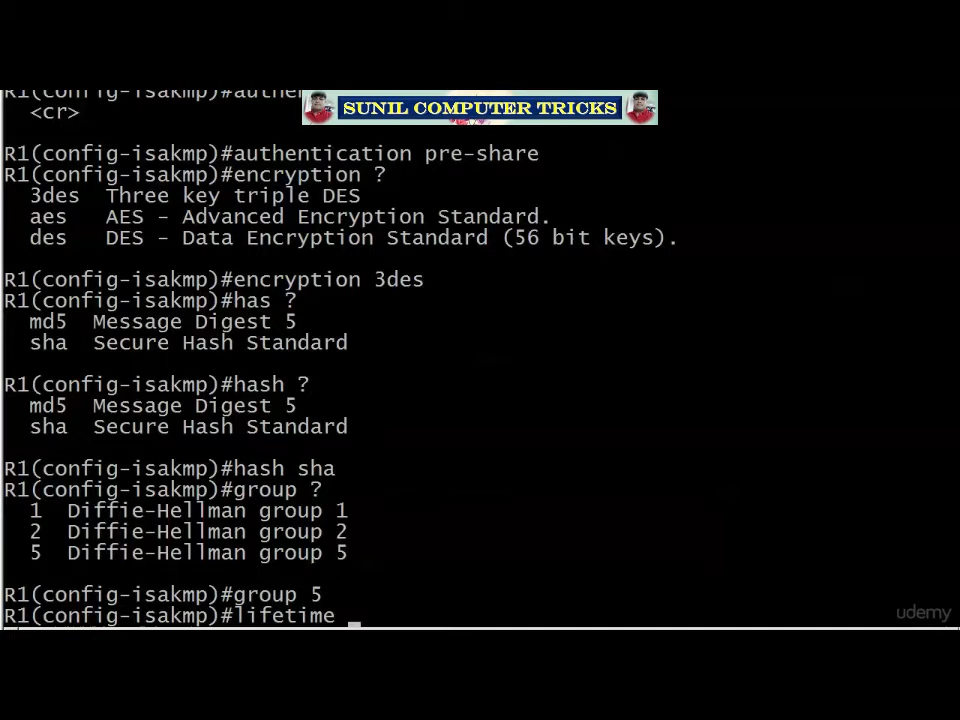 R1(config-isakmp)#authe
SUNIL COMPUTER TRICKS
<cr>
R1(config-isakmp)#authentication pre-share
R1(config-isakmp)#encryption ?
3des Three key triple DES
aes AES - Advanced Encryption Standard.
des DES - Data Encryption Standard (56 bit keys).
R1(config-isakmp)#encryption 3des
R1(config-isakmp)#has ?
md5 Message Digest 5
sha Secure Hash Standard
R1(config-isakmp)#hash ?
md5 Message Digest 5
sha Secure Hash Standard
R1(config-isakmp)#hash sha
R1(config-isakmp)#group ?
1 Diffie-Hellman group 1
2 Diffie-Hellman group 2
5 Diffie-Hellman group 5
R1(config-isakmp)#group 5
R1(config-isakmp)#lifetime
udemy